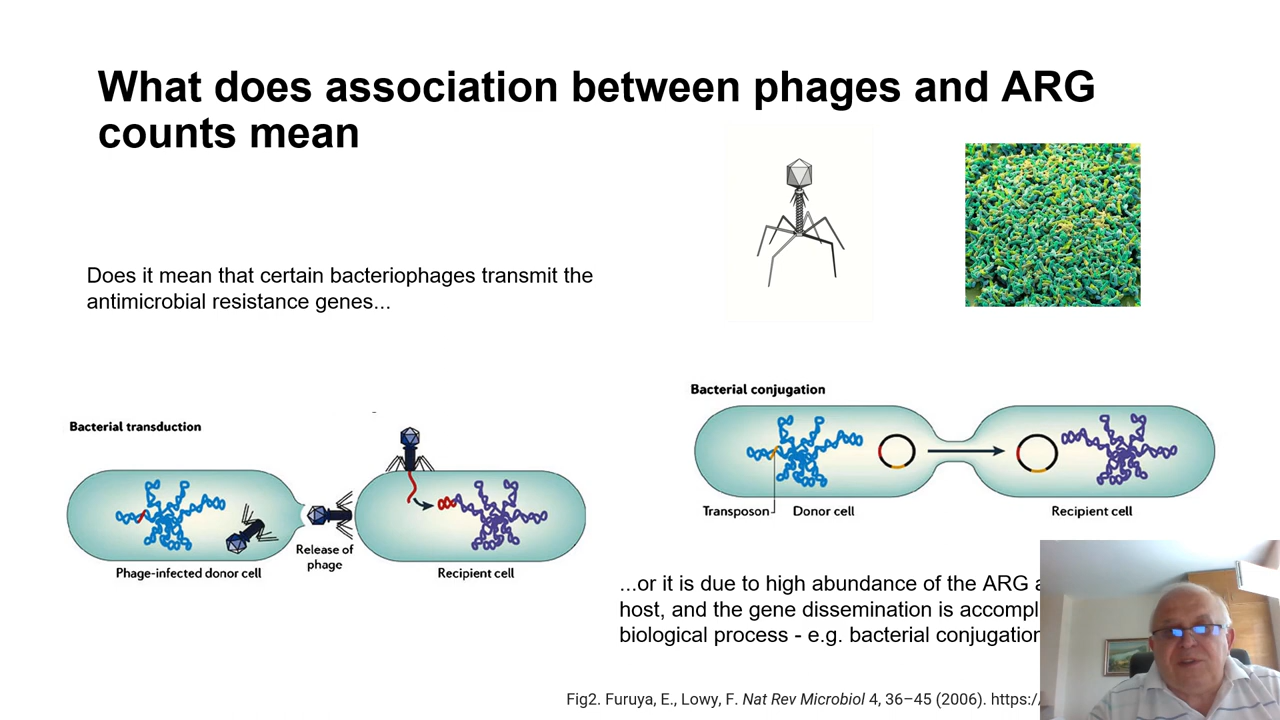 What does association between phages and ARG
counts mean
Does it mean that certain bacteriophages transmit the
antimicrobial resistance genes...
Bacterial transduction
Release of
phage
Phage-infected donor cell
Recipient cell
Bacterial conjugation
Transposon
Donor cell
Recipient cell
...or it is due to high abundance of the ARG
host, and the gene dissemination is
biological process - e.g. bacterial
Fig2. Furuya, E., Lowy, F. Nat Rev Microbiol 4, 36–45 (2006). https:/